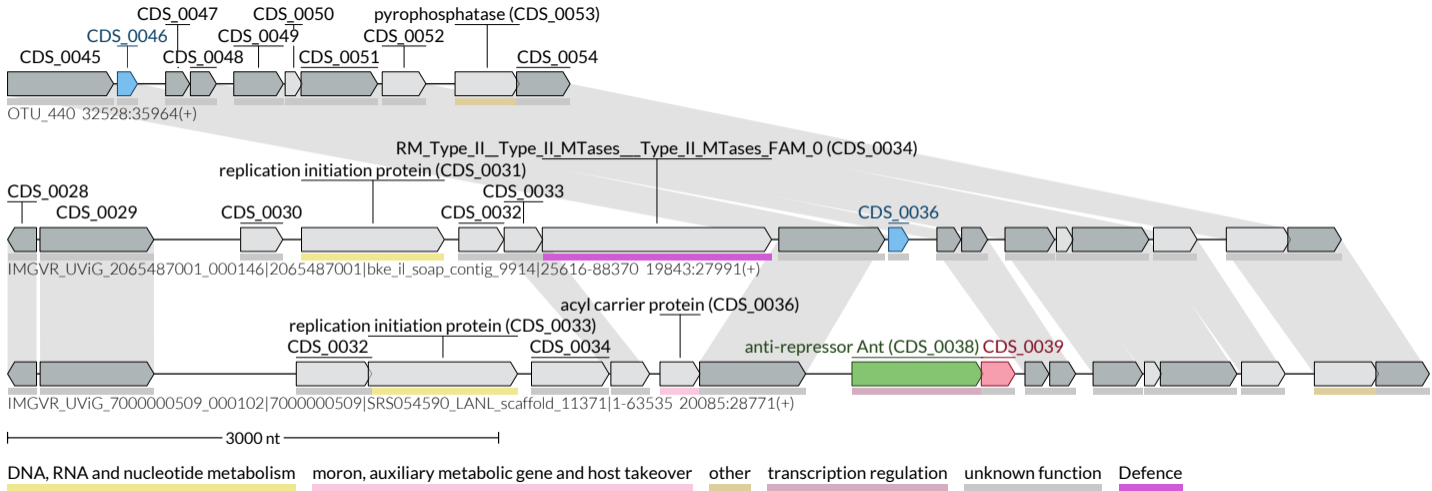 CDS_0047 CDS_0050 pyrophosphatase (CDS_0053)
CDS_0046 CDS_0049 CDS_0052
CDS_0045 CDS_0048 CDS_0051 CDS_0054
OTU_440 32528:35964(+)
RM_Type_II__Type_II_MTases___Type_II_MTases_FAM_0 (CDS_0034)
replication initiation protein (CDS_0031)
CDS_0028 CDS_0033
CDS_0029 CDS_0030 CDS_0032 CDS_0036
IMGVR_UViG_2065487001_000146|2065487001|bke_il_soap_contig_9914|25616-88370 19843:27991(+)
acyl carrier protein (CDS_0036)
replication initiation protein (CDS_0033)
CDS_0032 CDS_0034 anti-repressor Ant (CDS_0038) CDS_0039
IMGVR_UViG_7000000509_000102|7000000509|SRS054590_LANL_scaffold_11371|1-63535 20085:28771(+)
3000 nt
DNA, RNA and nucleotide metabolism moron, auxiliary metabolic gene and host takeover other transcription regulation unknown function Defence